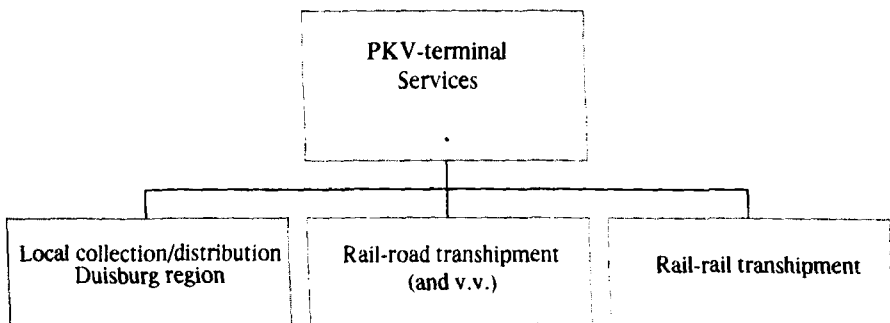 PKV-terminal
Services
Local collection/distribution
Duisburg region
Rail-road transhipment
(and v.v.)
Rail-rail transhipment